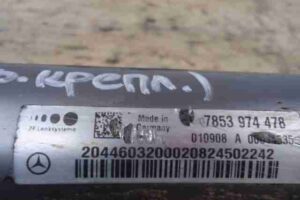 . КРЕПЛ.)
ZF Lenksysteme
Made in
Germany
7853 974 478
010908 A
2044603200020824502242